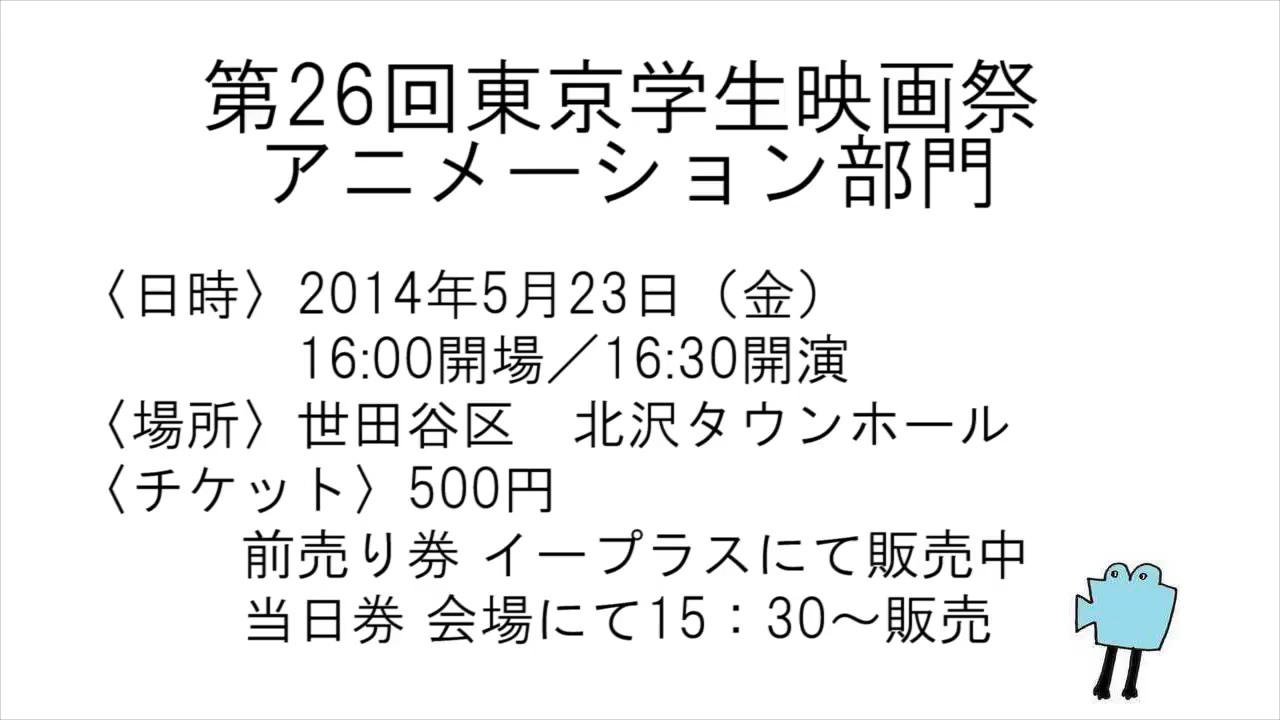 第26回東京学生映画祭
アニメーション部門
〈日時〉2014年5月23日（金）
16:00開場／16:30開演
〈場所〉世田谷区　北沢タウンホール
〈チケット〉500円
前売り券 イープラスにて販売中
当日券 会場にて15：30～販売